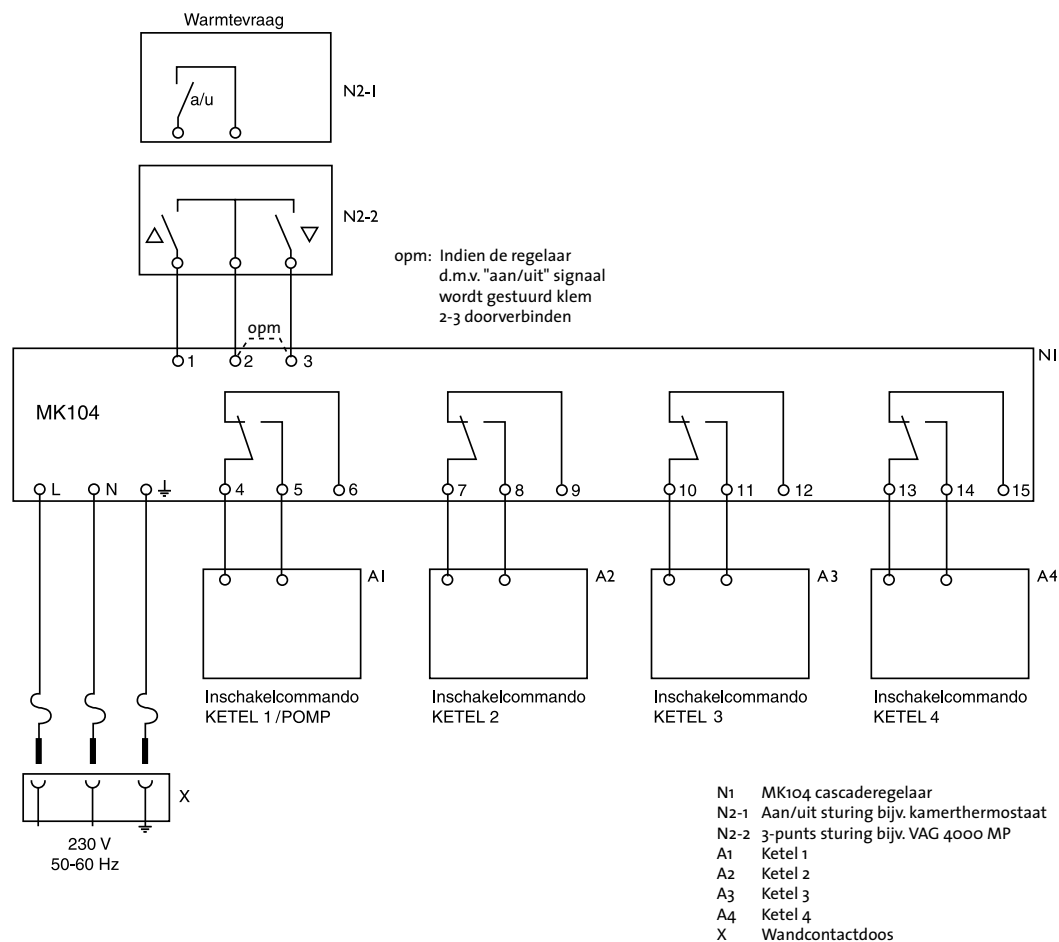 Warmtevraag
a/u
N2-1
N2-2
opm: Indien de regelaar
d.m.v. "aan/uit" signaal
wordt gestuurd klem
2-3 doorverbinden
opm
1 2 3
N1
MK104
L N 4 5 6 7 8 9 10 11 12 13 14 15
A1 A2 A3 A4
Inschakelcommando
KETEL 1/POMP
Inschakelcommando
KETEL 2
Inschakelcommando
KETEL 3
Inschakelcommando
KETEL 4
X
230 V
50-60 Hz
N1 MK104 cascaderegelaar
N2-1 Aan/uit sturing bijv. kamerthermostaat
N2-2 3-punts sturing bijv. VAG 4000 MP
A1 Ketel 1
A2 Ketel 2
A3 Ketel 3
A4 Ketel 4
X Wandcontactdoos